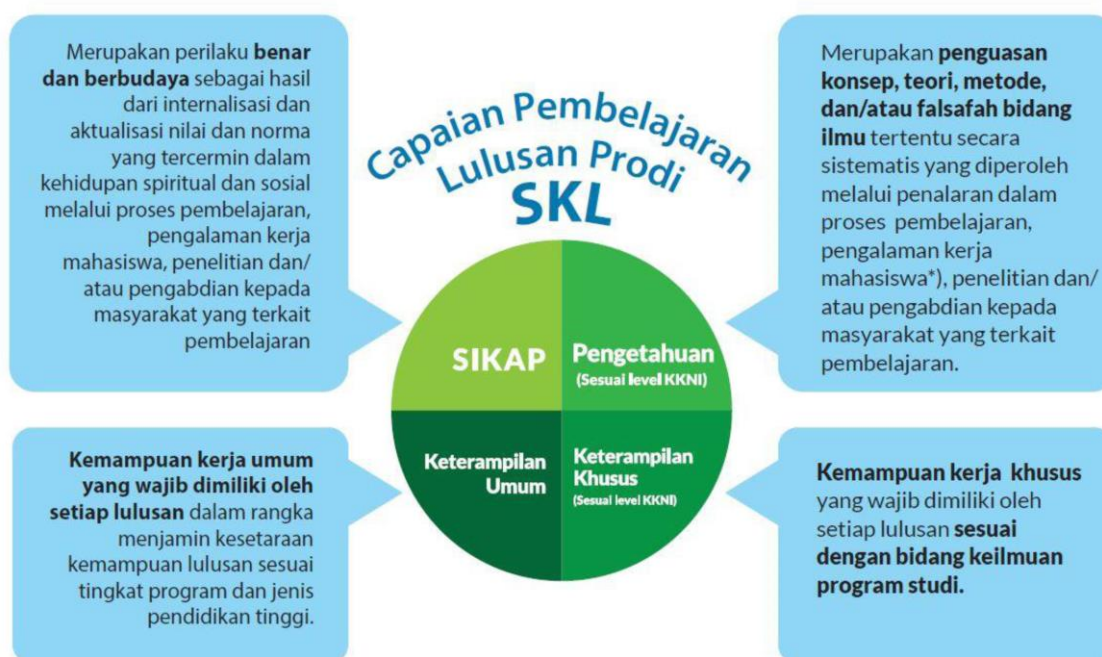 Merupakan perilaku benar
dan berbudaya sebagai hasil
dari internalisasi dan
aktualisasi nilai dan norma
yang tercermin dalam
kehidupan spiritual dan sosial
melalui proses pembelajaran,
pengalaman kerja
mahasiswa, penelitian dan/
atau pengabdian kepada
masyarakat yang terkait
pembelajaran
Capaian Pembelajaran
Lulusan Prodi
SKL
Merupakan penguasan
konsep, teori, metode,
dan/atau falsafah bidang
ilmu tertentu secara
sistematis yang diperoleh
melalui penalaran dalam
proses pembelajaran,
pengalaman kerja
mahasiswa*), penelitian dan/
atau pengabdian kepada
masyarakat yang terkait
pembelajaran.
SIKAP
Pengetahuan
(Sesuai level KKNI)
Keterampilan
Umum
Keterampilan
Khusus
(Sesuai level KKNI)
Kemampuan kerja umum
yang wajib dimiliki oleh
setiap lulusan dalam rangka
menjamin kesetaraan
kemampuan lulusan sesuai
tingkat program dan jenis
pendidikan tinggi.
Kemampuan kerja khusus
yang wajib dimiliki oleh
setiap lulusan sesuai
dengan bidang keilmuan
program studi.